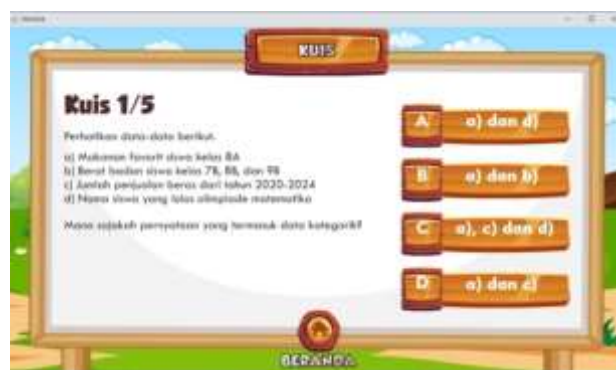 KUIS
Kuis 1/5
Perhatikan data-data berikut.
a) Makanan favorit siswa kelas 8A
b) Berat badan siswa kelas 7B, 8B, dan 9B
c) Jumlah penjualan beras dari tahun 2020-2024
d) Nama siswa yang lolos olimpiade matematika
Mana sajakah pernyataan yang termasuk data kategorik?
A a) dan d)
B a) dan b)
C a), c) dan d)
D a) dan c)
BERANDA